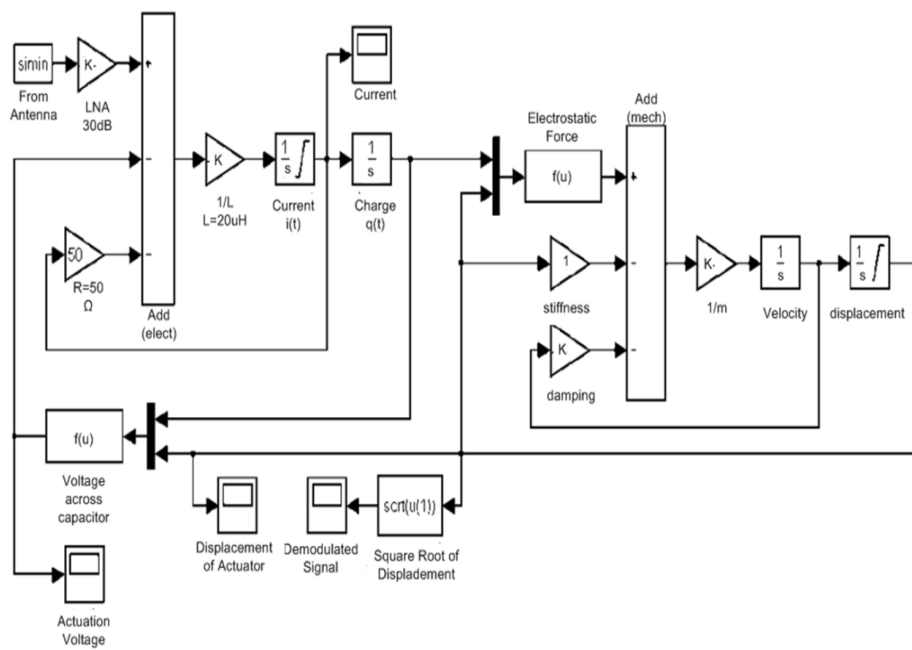 simin
From
Antenna
K-
LNA
30dB
+
-
-
50
R=50
Ω
Add
(elect)
K
1/L
L=20uH
1
s
Current
i(t)
Current
1
s
Charge
q(t)
Electrostatic
Force
f(u)
Add
(mech)
+
-
-
1
stiffness
K
damping
K-
1/m
1
s
Velocity
1
s
displacement
f(u)
Voltage
across
capacitor
Actuation
Voltage
Displacement
of Actuator
Demodulated
Signal
scrt(u(1))
Square Root of
Displadement